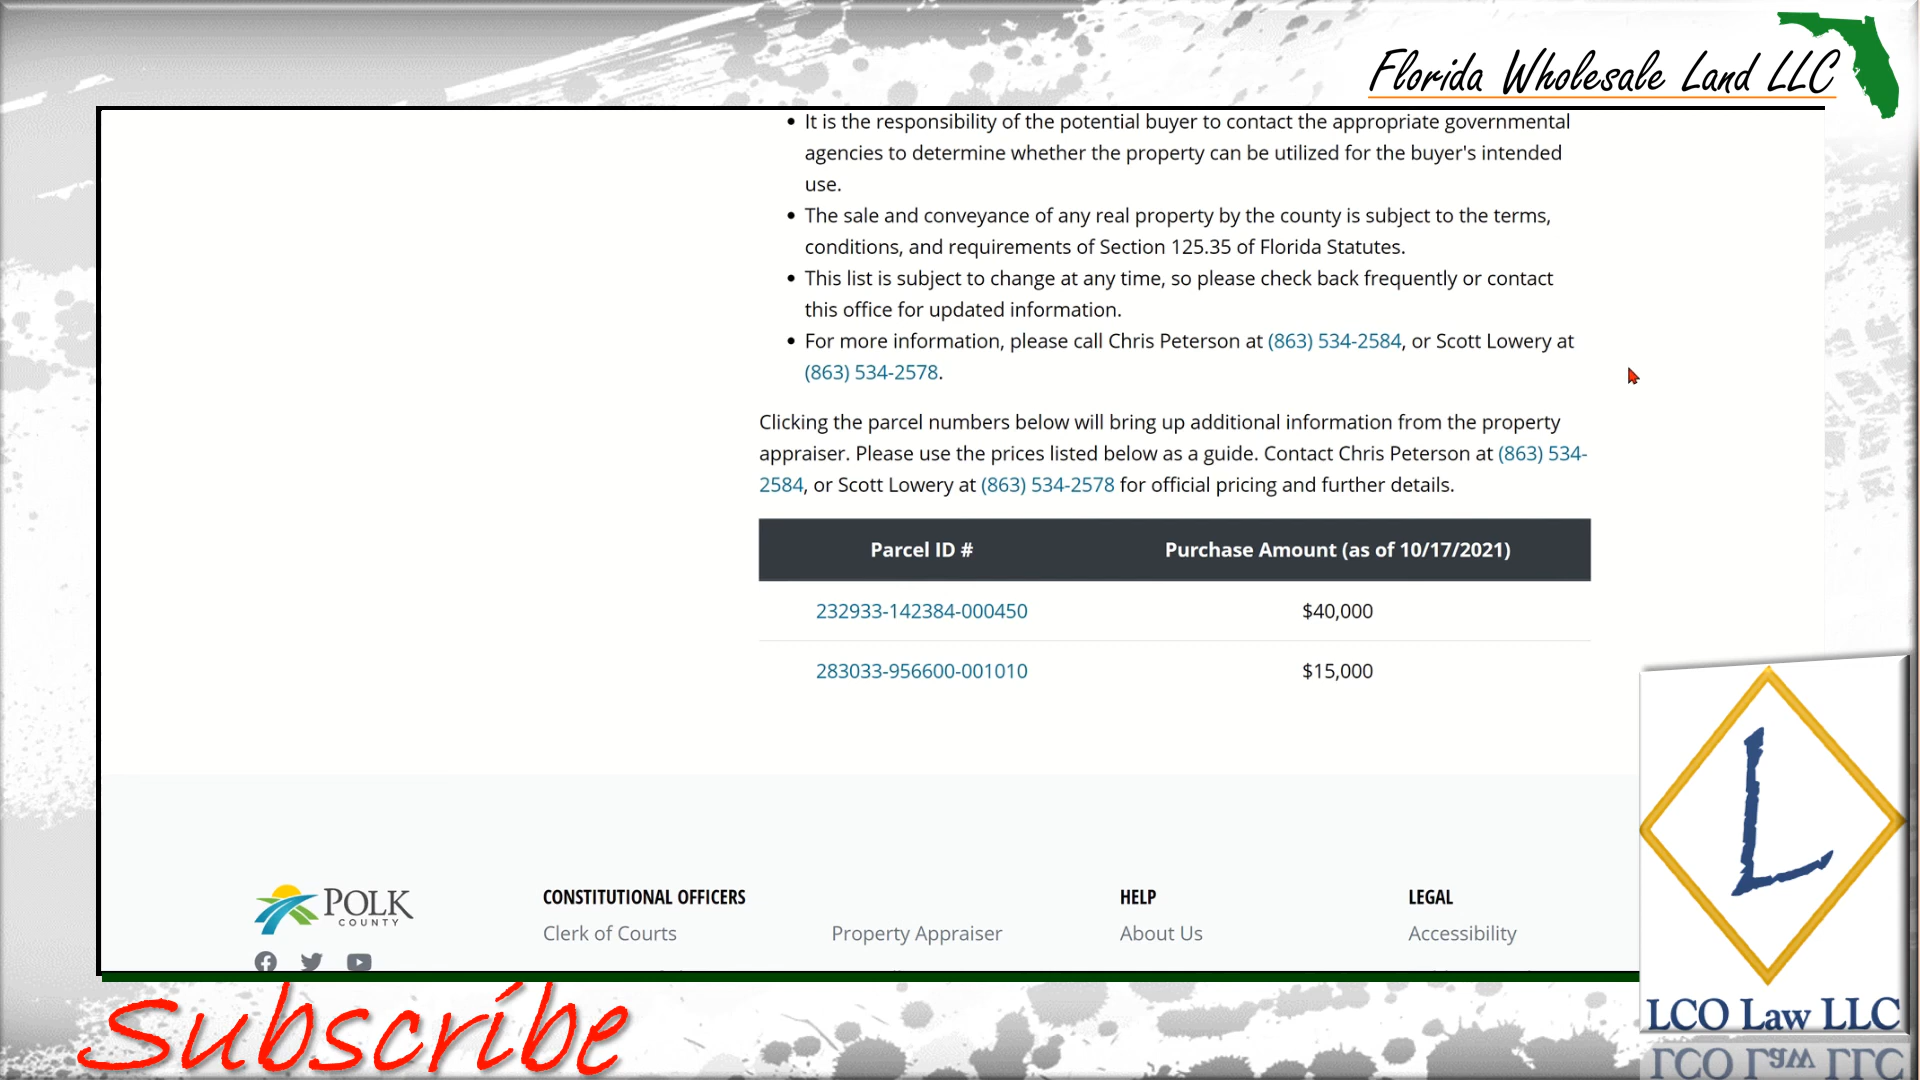 Florida Wholesale Land LLC
• It is the responsibility of the potential buyer to contact the appropriate governmental
agencies to determine whether the property can be utilized for the buyer's intended
use.
• The sale and conveyance of any real property by the county is subject to the terms,
conditions, and requirements of Section 125.35 of Florida Statutes.
• This list is subject to change at any time, so please check back frequently or contact
this office for updated information.
• For more information, please call Chris Peterson at (863) 534-2584, or Scott Lowery at
(863) 534-2578.
Clicking the parcel numbers below will bring up additional information from the property
appraiser. Please use the prices listed below as a guide. Contact Chris Peterson at (863) 534-
2584, or Scott Lowery at (863) 534-2578 for official pricing and further details.
Parcel ID # Purchase Amount (as of 10/17/2021)
232933-142384-000450 $40,000
283033-956600-001010 $15,000
POLK
COUNTY
CONSTITUTIONAL OFFICERS HELP LEGAL
Clerk of Courts Property Appraiser About Us Accessibility
Subscribe
L
LCO Law LLC